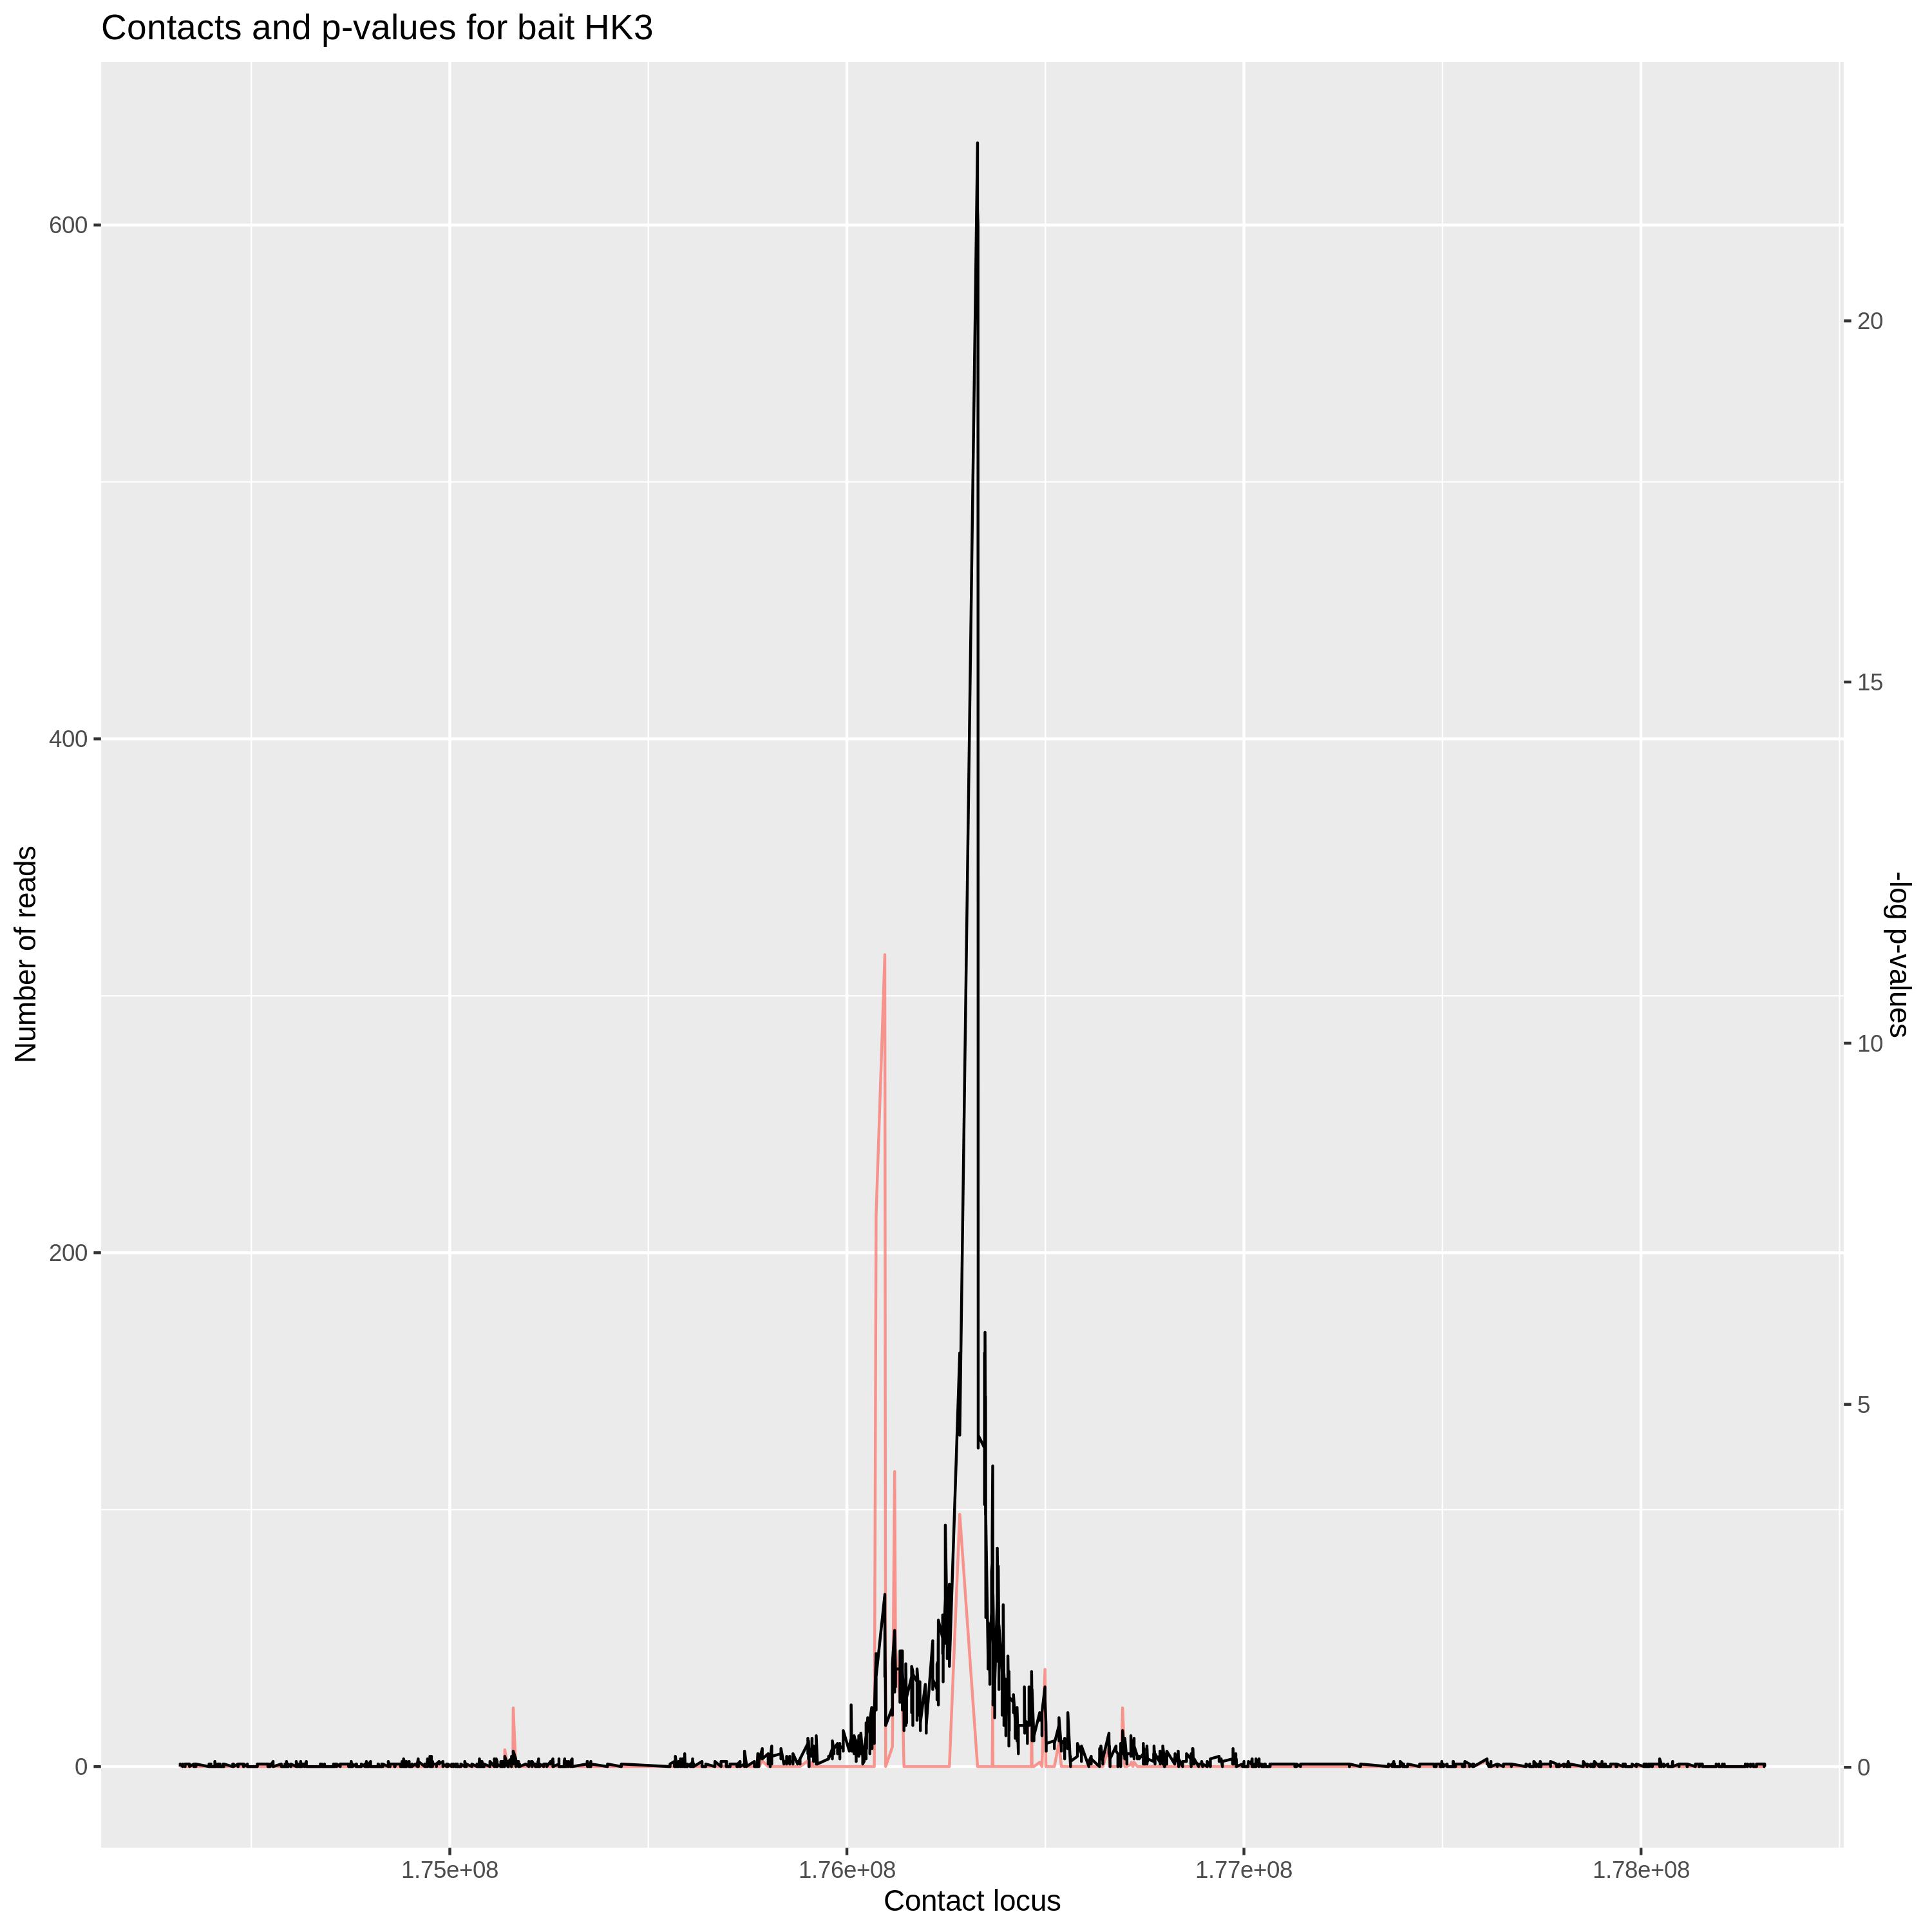 Contacts and p-values for bait HK3
600
400
200
0
Number of reads
20
15
10
5
0
-log p-values
1.75e+08
1.76e+08
1.77e+08
1.78e+08
Contact locus